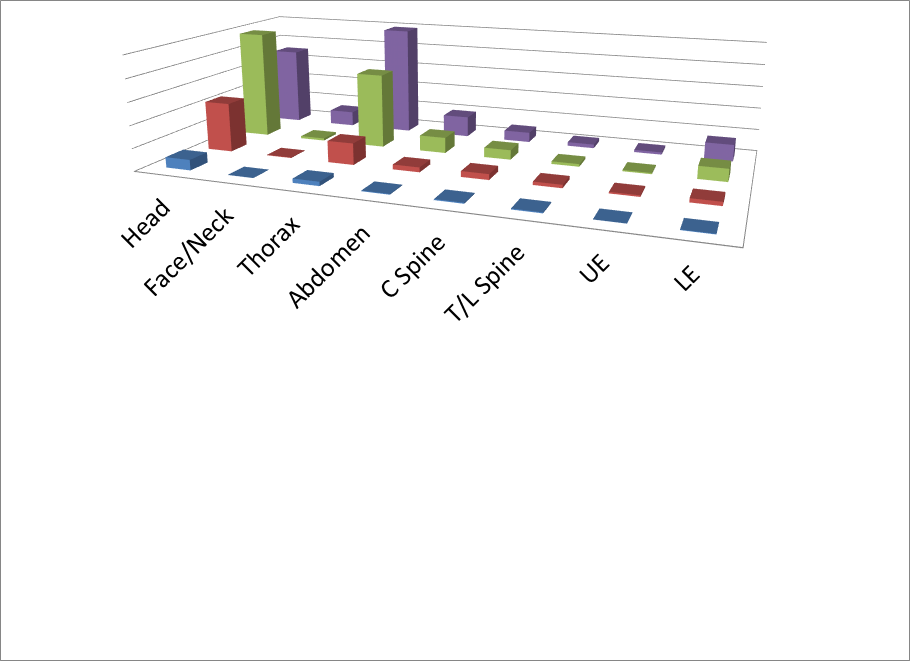 Head
Face/Neck
Thorax
Abdomen
C Spine
T/L Spine
UE
LE